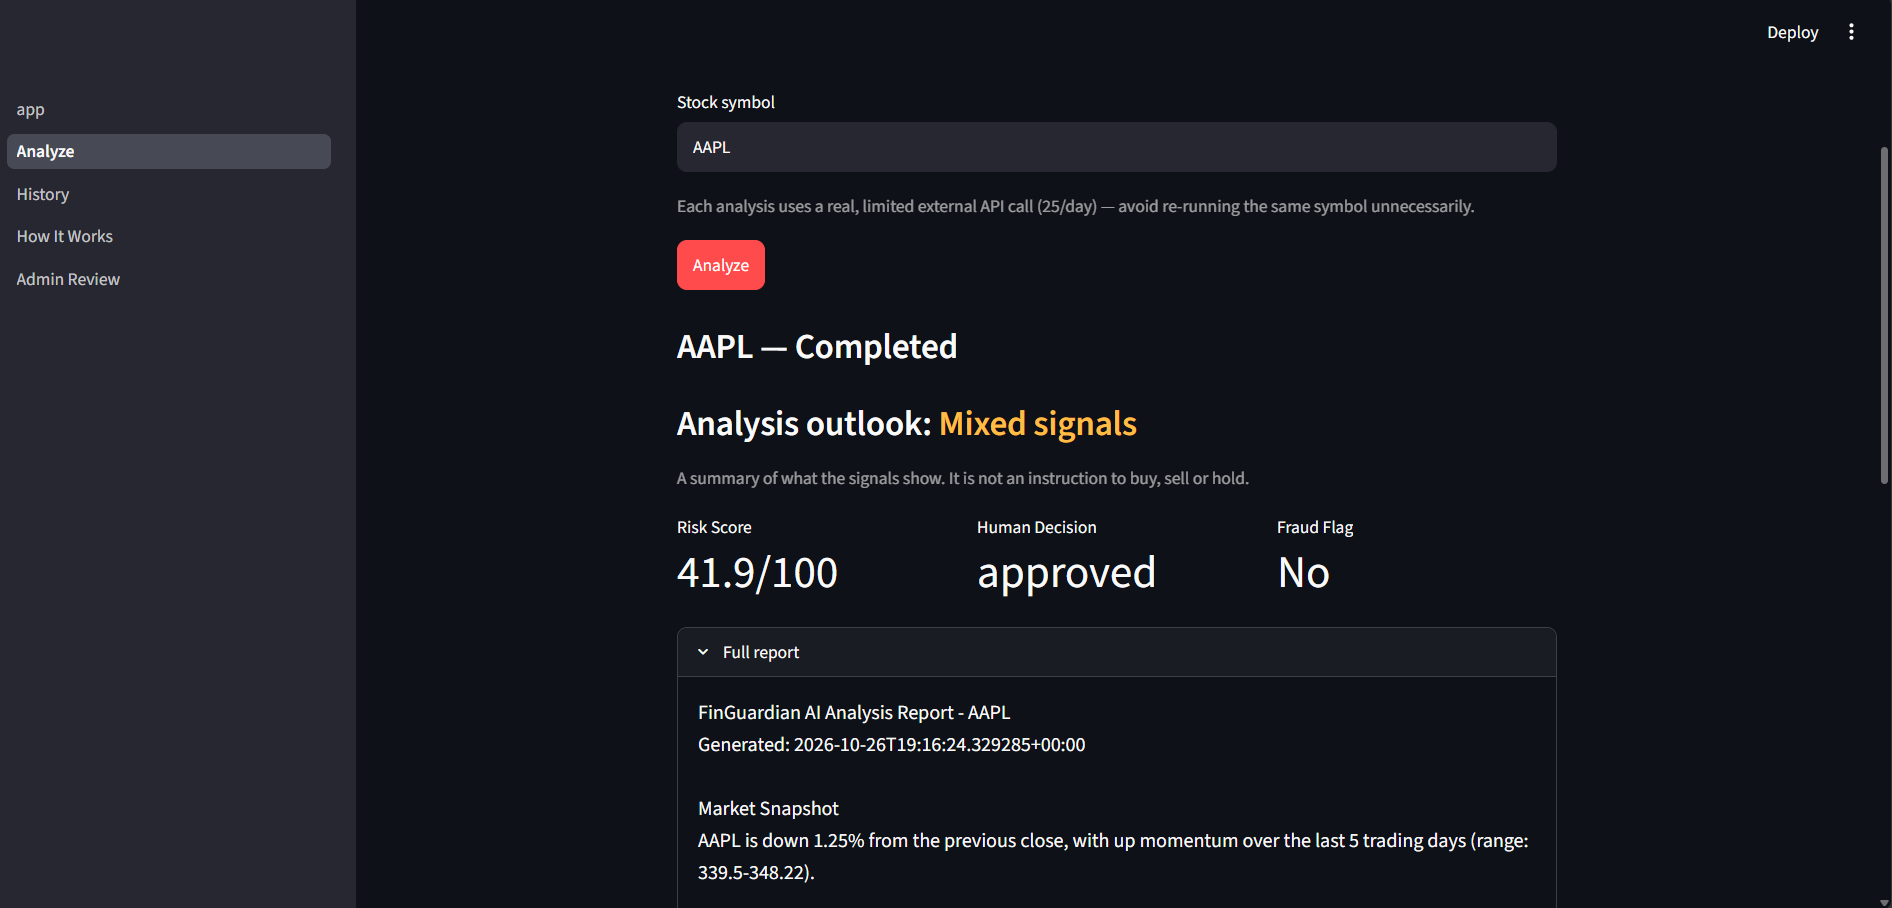 Deploy
app
Analyze
History
How It Works
Admin Review
Stock symbol
AAPL
Each analysis uses a real, limited external API call (25/day) — avoid re-running the same symbol unnecessarily.
Analyze
AAPL — Completed
Analysis outlook: Mixed signals
A summary of what the signals show. It is not an instruction to buy, sell or hold.
Risk Score
41.9/100
Human Decision
approved
Fraud Flag
No
Full report
FinGuardian AI Analysis Report - AAPL
Generated: 2026-10-26T19:16:24.329285+00:00
Market Snapshot
AAPL is down 1.25% from the previous close, with up momentum over the last 5 trading days (range:
339.5-348.22).